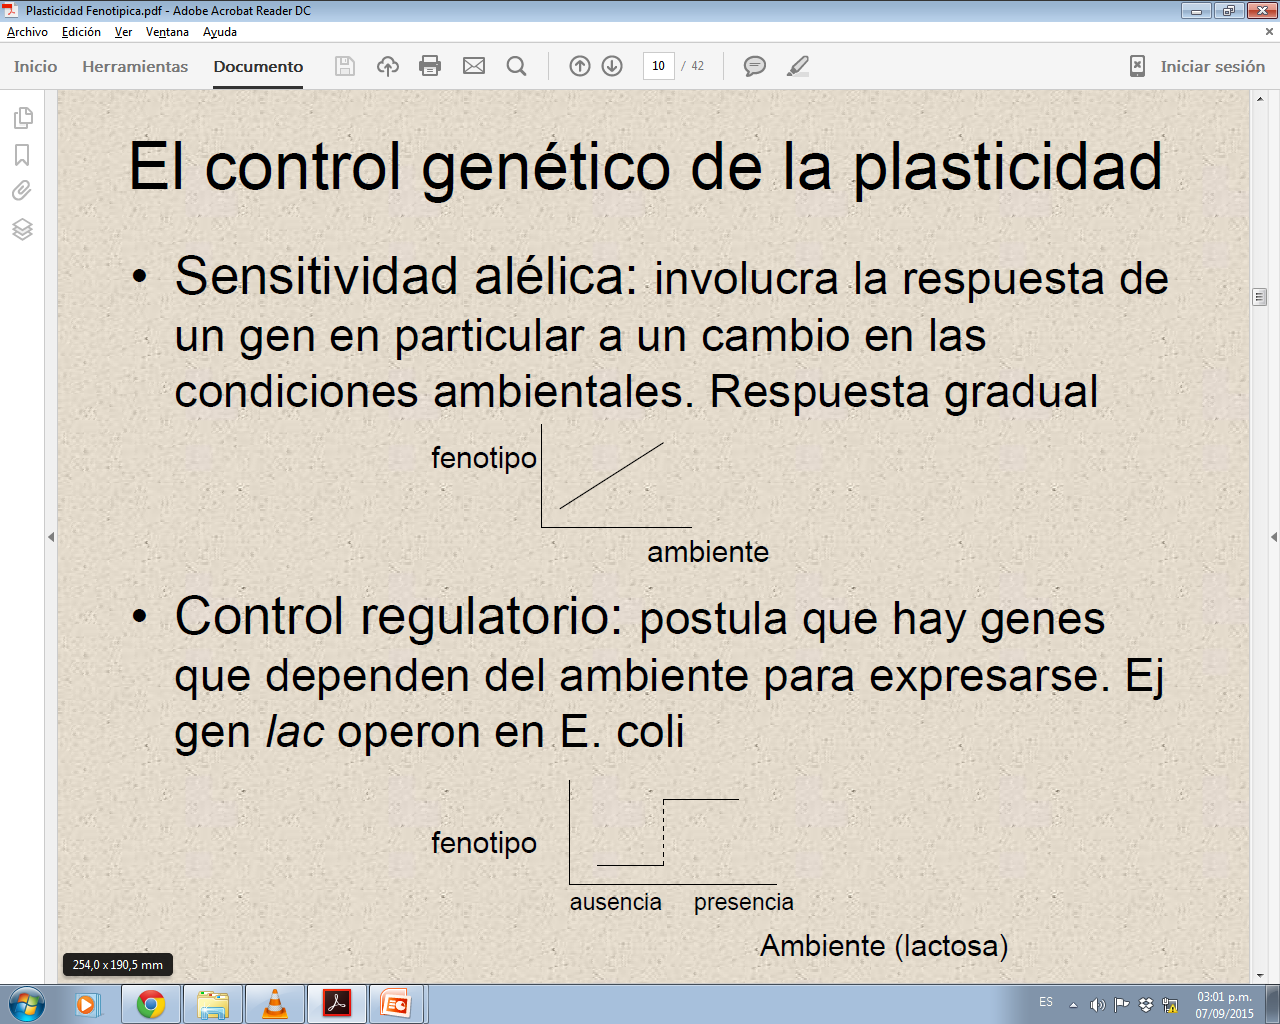 Plasticidad Fenotipica.pdf - Adobe Acrobat Reader DC
Archivo Edición Ver Ventana Ayuda
Inicio Herramientas Documento 10 / 42 Iniciar sesión
El control genético de la plasticidad
• Sensitividad alélica: involucra la respuesta de
un gen en particular a un cambio en las
condiciones ambientales. Respuesta gradual
fenotipo
ambiente
• Control regulatorio: postula que hay genes
que dependen del ambiente para expresarse. Ej
gen lac operon en E. coli
fenotipo
ausencia presencia
Ambiente (lactosa)
254,0 x 190,5 mm
ES 03:01 p.m.
07/09/2015